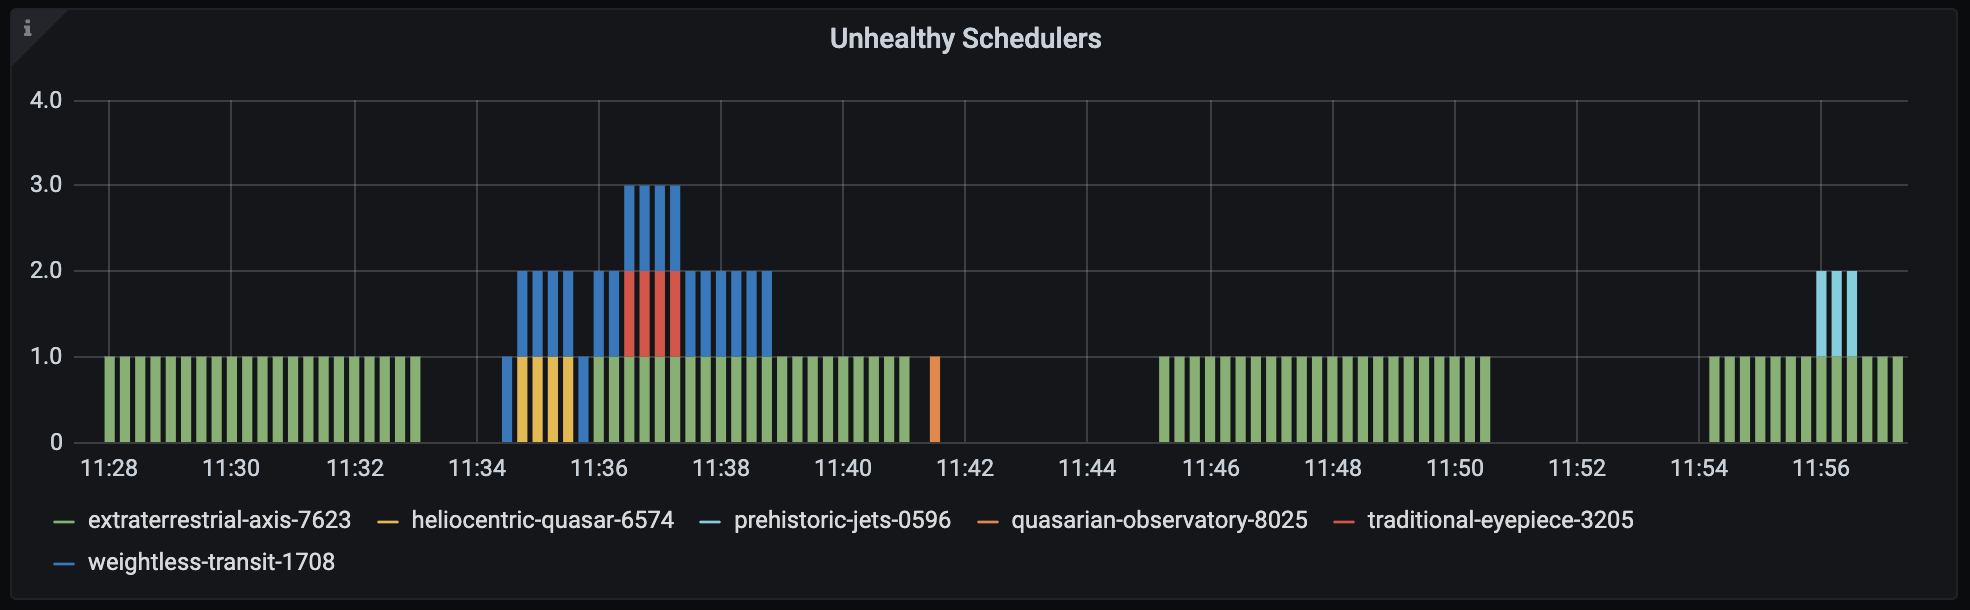 i
Unhealthy Schedulers
4.0
3.0
2.0
1.0
0
11:28 11:30 11:32 11:34 11:36 11:38 11:40 11:42 11:44 11:46 11:48 11:50 11:52 11:54 11:56
extraterrestrial-axis-7623 heliocentric-quasar-6574 prehistoric-jets-0596 quasarian-observatory-8025 traditional-eyepiece-3205
weightless-transit-1708